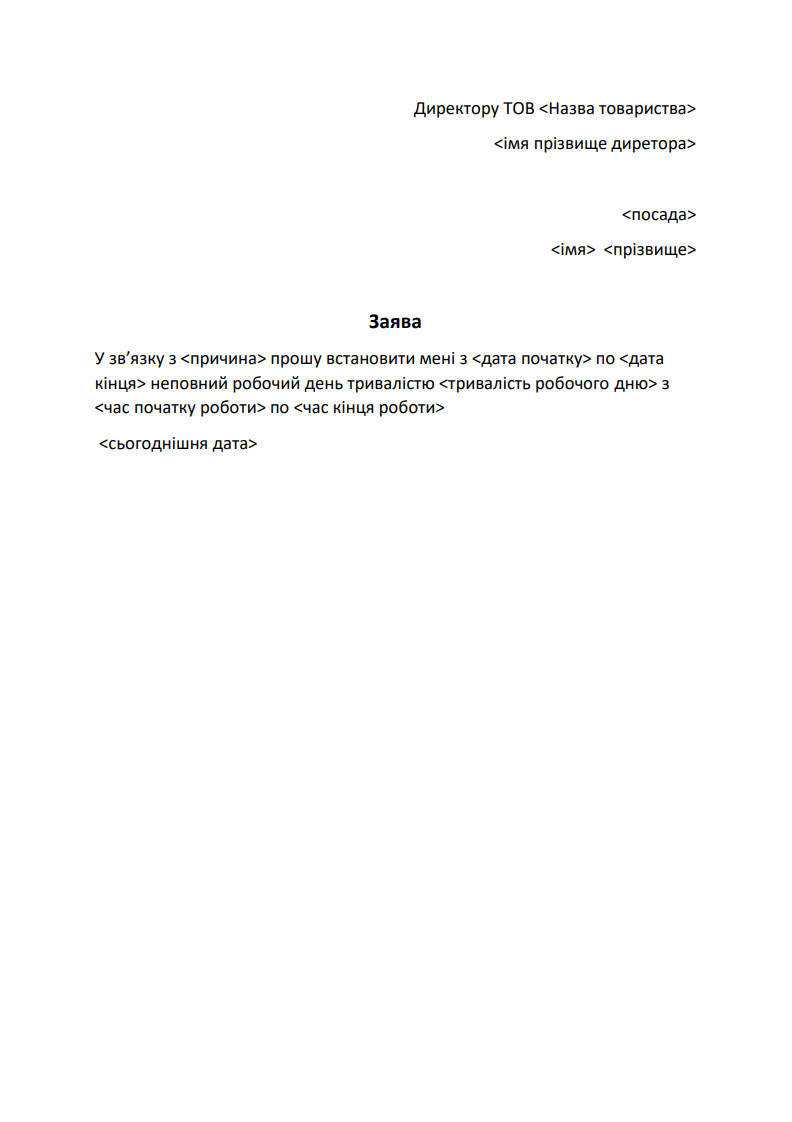 Директору ТОВ <Назва товариства>
<імя прізвище диретора>
<посада>
<імя> <прізвище>
Заява
У зв’язку з <причина> прошу встановити мені з <дата початку> по <дата
кінця> неповний робочий день тривалістю <тривалість робочого дню> з
<час початку роботи> по <час кінця роботи>
<сьогоднішня дата>